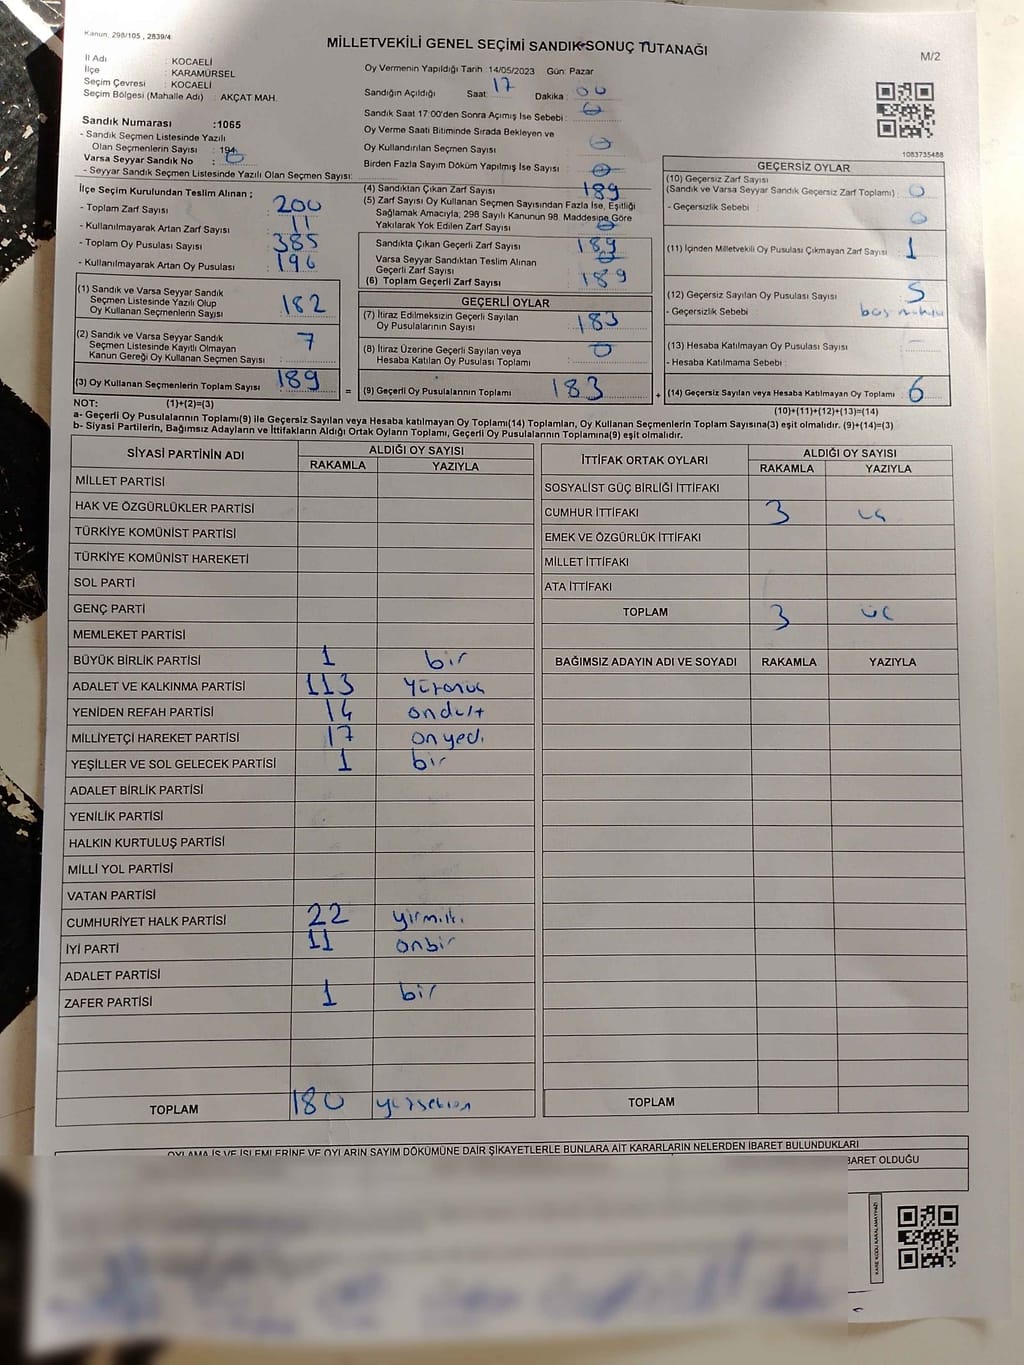 Kanun, 298/105 , 2839/4
MİLLETVEKİLİ GENEL SEÇİMİ SANDIK SONUÇ TUTANAĞI
M/2
İl Adı : KOCAELİ
İlçe : KARAMÜRSEL
Seçim Çevresi : KOCAELİ
Seçim Bölgesi (Mahalle Adı) : AKÇAT MAH.
Sandık Numarası :1065
- Sandık Seçmen Listesinde Yazılı
Olan Seçmenlerin Sayısı : 194
Varsa Seyyar Sandık No : 0
- Seyyar Sandık Seçmen Listesinde Yazılı Olan Seçmen Sayısı:
Oy Vermenin Yapıldığı Tarih :14/05/2023 Gün: Pazar
Sandığın Açıldığı Saat: 17 Dakika : 00
Sandık Saat 17:00'den Sonra Açımış İse Sebebi : 0
Oy Verme Saati Bitiminde Sırada Bekleyen ve
Oy Kullandırılan Seçmen Sayısı : 0
Birden Fazla Sayım Döküm Yapılmış İse Sayısı : 0
1083735488
İlçe Seçim Kurulundan Teslim Alınan ;
- Toplam Zarf Sayısı : 200
- Kullanılmayarak Artan Zarf Sayısı : 11
- Toplam Oy Pusulası Sayısı : 385
- Kullanılmayarak Artan Oy Pusulası : 196
(1) Sandık ve Varsa Seyyar Sandık
Seçmen Listesinde Yazılı Olup
Oy Kullanan Seçmenlerin Sayısı : 182
(2) Sandık ve Varsa Seyyar Sandık
Seçmen Listesinde Kayıtlı Olmayan
Kanun Gereği Oy Kullanan Seçmen Sayısı : 7
(3) Oy Kullanan Seçmenlerin Toplam Sayısı : 189
(4) Sandıktan Çıkan Zarf Sayısı : 189
(5) Zarf Sayısı Oy Kullanan Seçmen Sayısından Fazla İse, Eşitliği
Sağlamak Amacıyla, 298 Sayılı Kanunun 98. Maddesine Göre
Yakılarak Yok Edilen Zarf Sayısı : 0
Sandıkta Çıkan Geçerli Zarf Sayısı : 189
Varsa Seyyar Sandıktan Teslim Alınan
Geçerli Zarf Sayısı : 0
(6) Toplam Geçerli Zarf Sayısı : 189
GEÇERLİ OYLAR
(7) İtiraz Edilmeksizin Geçerli Sayılan
Oy Pusulalarının Sayısı : 183
(8) İtiraz Üzerine Geçerli Sayılan veya
Hesaba Katılan Oy Pusulası Toplamı : 0
= (9) Geçerli Oy Pusulalarının Toplamı : 183 +
GEÇERSİZ OYLAR
(10) Geçersiz Zarf Sayısı
(Sandık ve Varsa Seyyar Sandık Geçersiz Zarf Toplamı) : 0
- Geçersizlik Sebebi : 0
(11) İçinden Milletvekili Oy Pusulası Çıkmayan Zarf Sayısı : 1
(12) Geçersiz Sayılan Oy Pusulası Sayısı : 5
- Geçersizlik Sebebi :
(13) Hesaba Katılmayan Oy Pusulası Sayısı : -
- Hesaba Katılmama Sebebi :
(14) Geçersiz Sayılan veya Hesaba Katılmayan Oy Toplamı : 6
NOT: (1)+(2)=(3)
(10)+(11)+(12)+(13)=(14)
a- Geçerli Oy Pusulalarının Toplamı(9) ile Geçersiz Sayılan veya Hesaba katılmayan Oy Toplamı(14) Toplamları, Oy Kullanan Seçmenlerin Toplam Sayısına(3) eşit olmalıdır. (9)+(14)=(3)
b- Siyasi Partilerin, Bağımsız Adayların ve İttifakların Aldığı Ortak Oyların Toplamı, Geçerli Oy Pusulalarının Toplamına(9) eşit olmalıdır.
SİYASİ PARTİNİN ADI ALDIĞI OY SAYISI
RAKAMLA YAZIYLA
MİLLET PARTİSİ
HAK VE ÖZGÜRLÜKLER PARTİSİ
TÜRKİYE KOMÜNİST PARTİSİ
TÜRKİYE KOMÜNİST HAREKETİ
SOL PARTİ
GENÇ PARTİ
MEMLEKET PARTİSİ
BÜYÜK BİRLİK PARTİSİ 1 bir
ADALET VE KALKINMA PARTİSİ 113 yüzonüç
YENİDEN REFAH PARTİSİ 14 ondört
MİLLİYETÇİ HAREKET PARTİSİ 17 onyedi
YEŞİLLER VE SOL GELECEK PARTİSİ 1 bir
ADALET BİRLİK PARTİSİ
YENİLİK PARTİSİ
HALKIN KURTULUŞ PARTİSİ
MİLLİ YOL PARTİSİ
VATAN PARTİSİ
CUMHURİYET HALK PARTİSİ 22 yirmiiki
İYİ PARTİ 11 onbir
ADALET PARTİSİ
ZAFER PARTİSİ 1 bir
TOPLAM 180 yüzseksen
İTTİFAK ORTAK OYLARI ALDIĞI OY SAYISI
RAKAMLA YAZIYLA
SOSYALİST GÜÇ BİRLİĞİ İTTİFAKI
CUMHUR İTTİFAKI 3 üç
EMEK VE ÖZGÜRLÜK İTTİFAKI
MİLLET İTTİFAKI
ATA İTTİFAKI
TOPLAM 3 üç
BAĞIMSIZ ADAYIN ADI VE SOYADI RAKAMLA YAZIYLA
TOPLAM
OYLAMA İŞ VE İŞLEMLERİNE VE OYLARIN SAYIM DÖKÜMÜNE DAİR ŞİKAYETLERLE BUNLARA AİT KARARLARIN NELERDEN İBARET BULUNDUKLARI
BARET OLDUĞU
KARE KODU KARALAMAYINIZ!